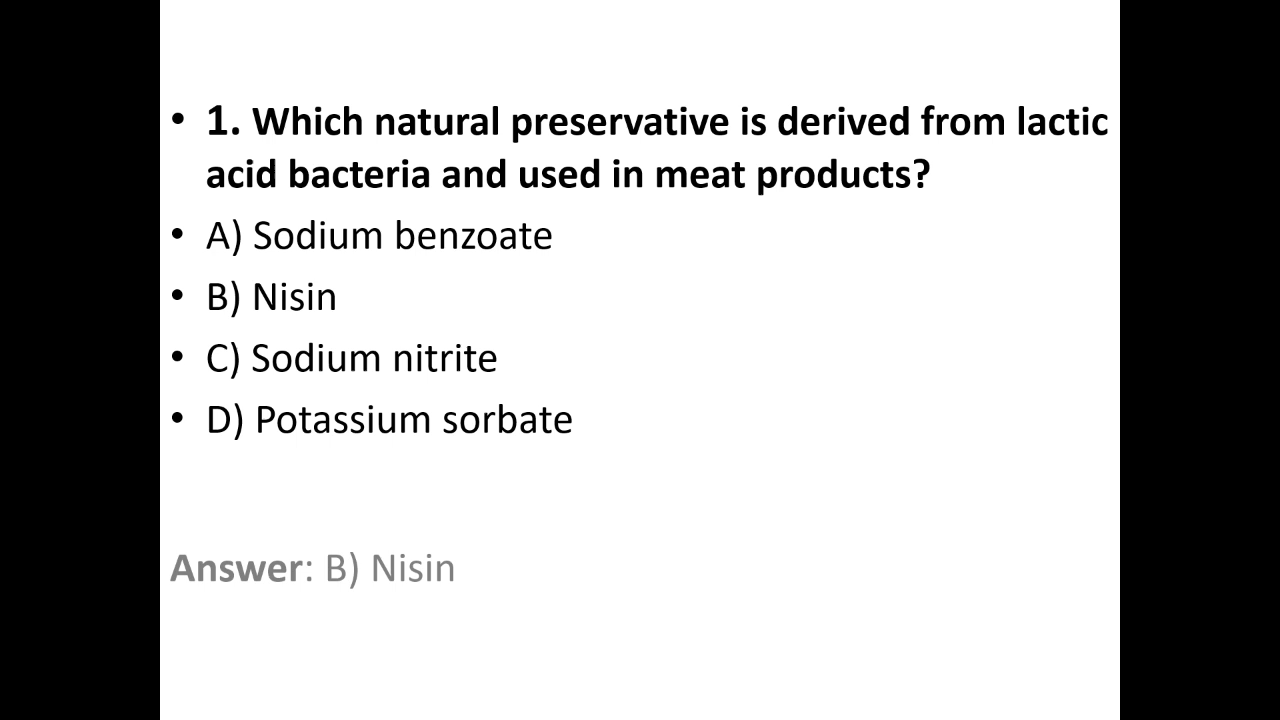 • 1. Which natural preservative is derived from lactic
acid bacteria and used in meat products?
• A) Sodium benzoate
• B) Nisin
• C) Sodium nitrite
• D) Potassium sorbate
Answer: B) Nisin